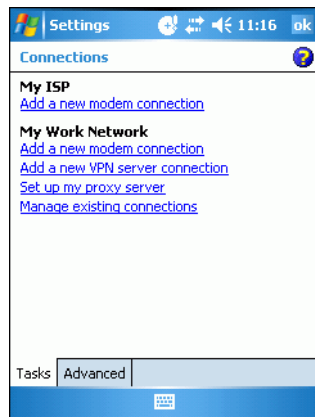 Settings 11:16 ok
Connections
My ISP
Add a new modem connection
My Work Network
Add a new modem connection
Add a new VPN server connection
Set up my proxy server
Manage existing connections
Tasks Advanced